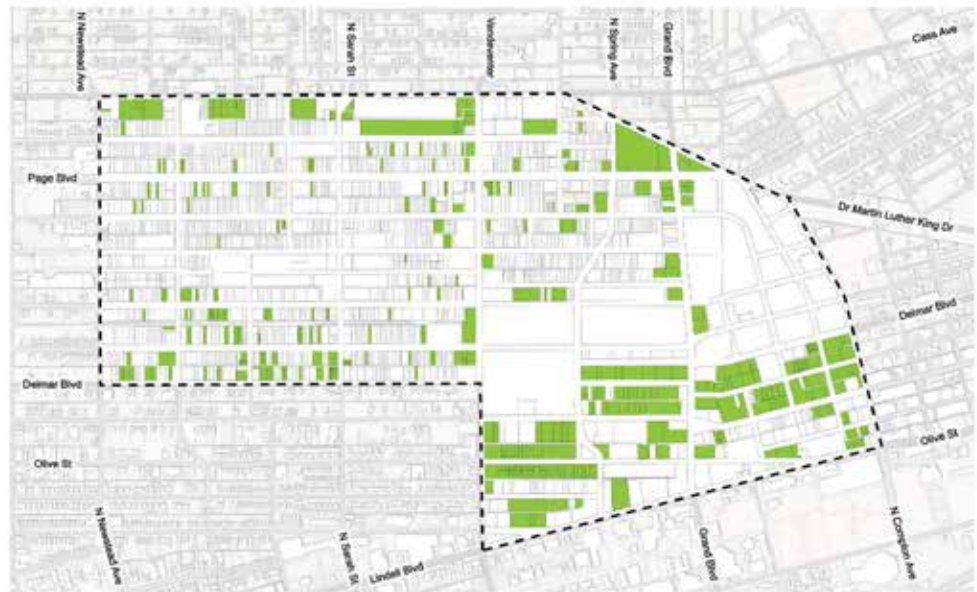 N Newstead Ave
N Sarah St
Vandeventer
N Spring Ave
Grand Blvd
Cass Ave
Page Blvd
Dr Martin Luther King Dr
Delmar Blvd
Delmar Blvd
Olive St
Olive St
N Newstead Ave
N Sarah St
Lindell Blvd
Grand Blvd
N Compton Ave